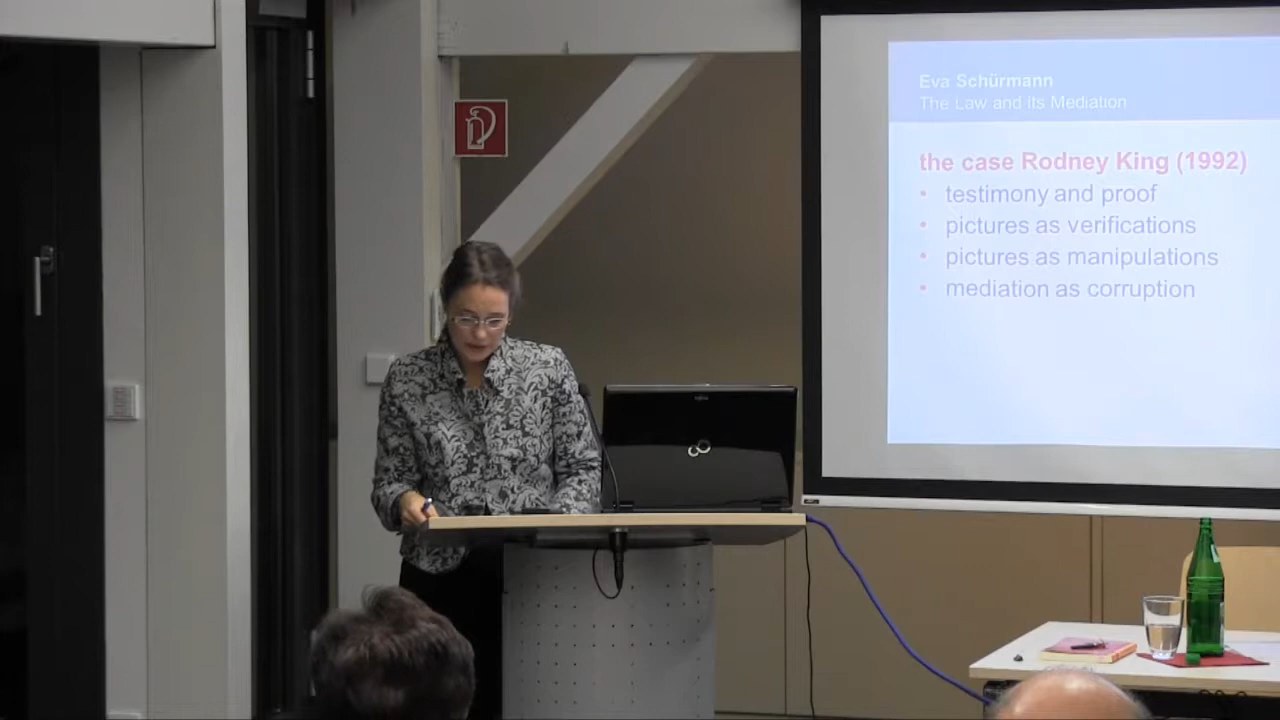 Eva Schürmann
The Law and its Mediation
the case Rodney King (1992)
• testimony and proof
• pictures as verifications
• pictures as manipulations
• mediation as corruption